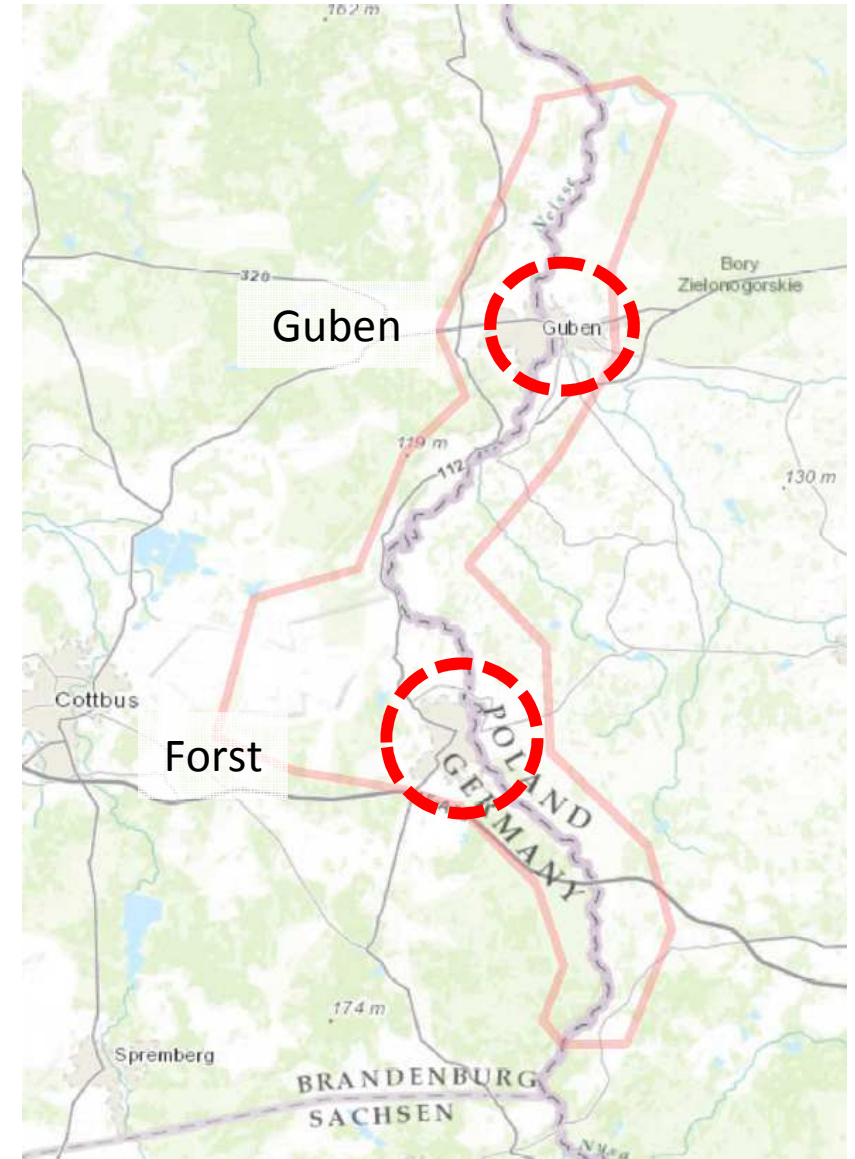 162 m
Neisse
320
Bory
Zielonogorskie
Guben
Guben
119 m
112
130 m
Cottbus
Forst
POLAND
GERMANY
174 m
Spremberg
BRANDENBURG
SACHSEN
Nysa